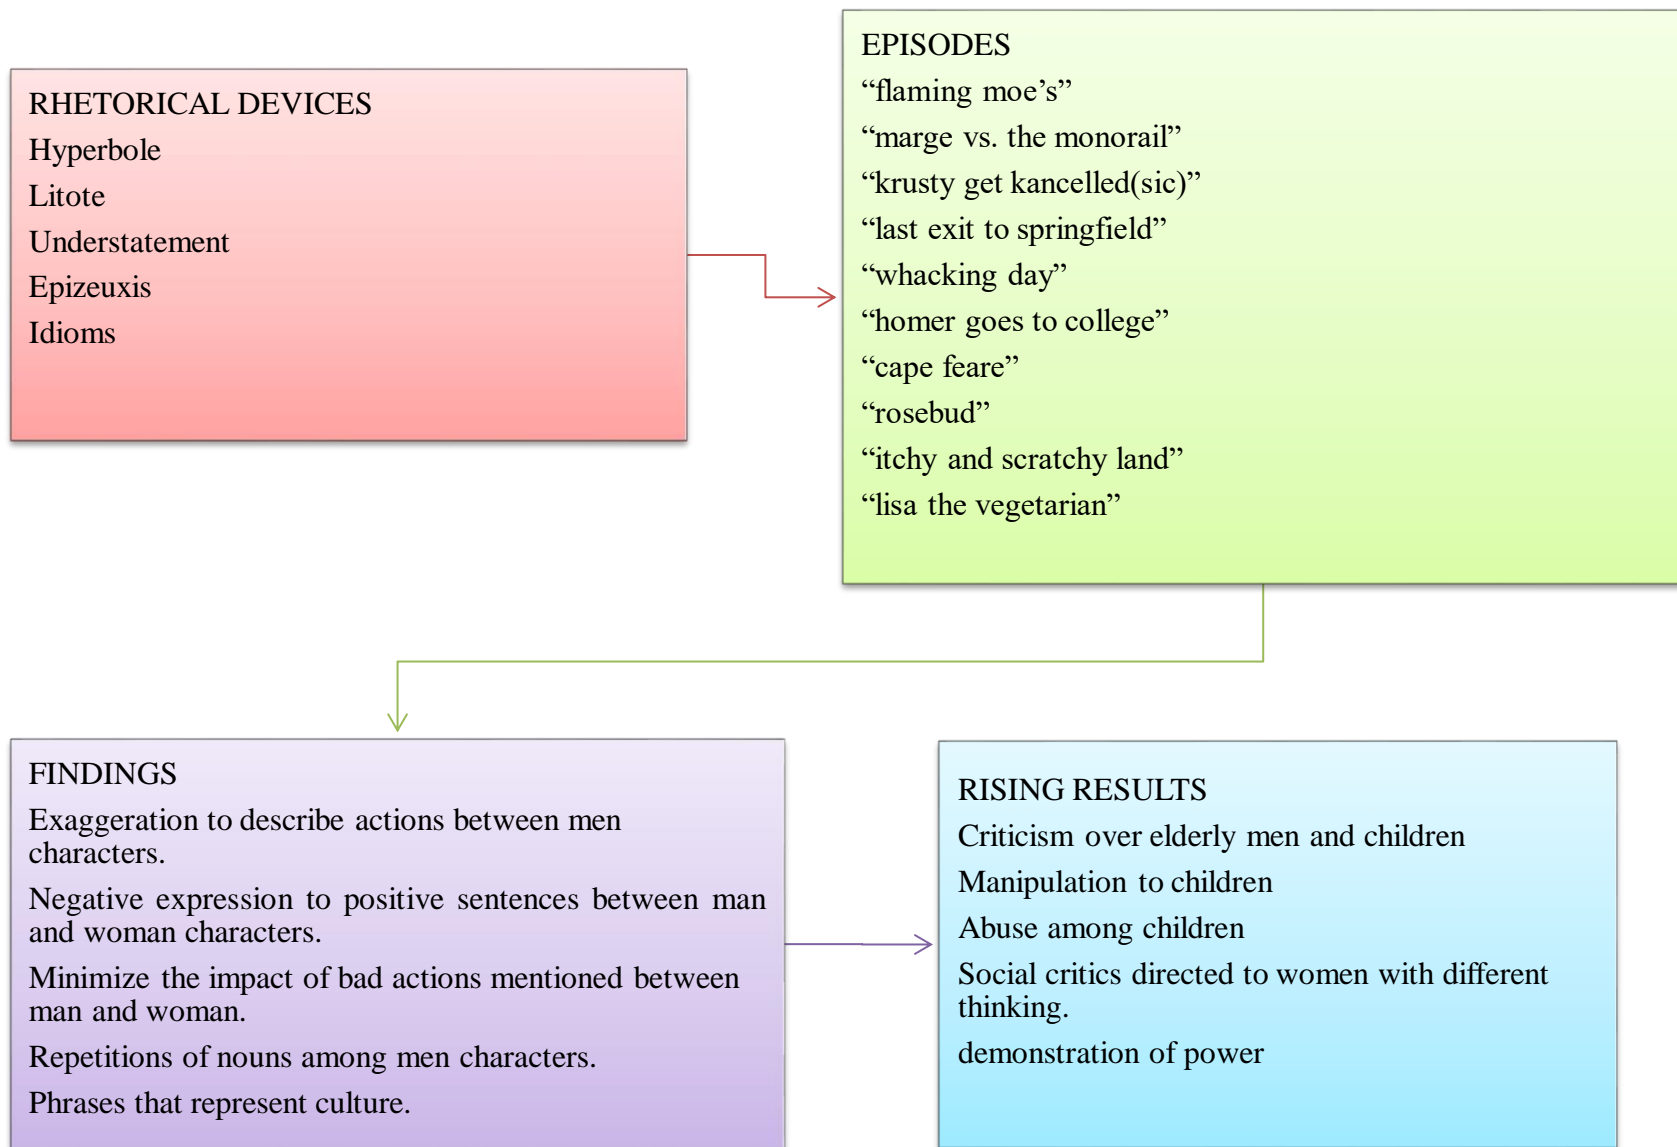 RHETORICAL DEVICES
Hyperbole
Litote
Understatement
Epizeuxis
Idioms
EPISODES
“flaming moe’s”
“marge vs. the monorail”
“krusty get kancelled(sic)”
“last exit to springfield”
“whacking day”
“homer goes to college”
“cape feare”
“rosebud”
“itchy and scratchy land”
“lisa the vegetarian”
FINDINGS
Exaggeration to describe actions between men
characters.
Negative expression to positive sentences between man
and woman characters.
Minimize the impact of bad actions mentioned between
man and woman.
Repetitions of nouns among men characters.
Phrases that represent culture.
RISING RESULTS
Criticism over elderly men and children
Manipulation to children
Abuse among children
Social critics directed to women with different
thinking.
demonstration of power